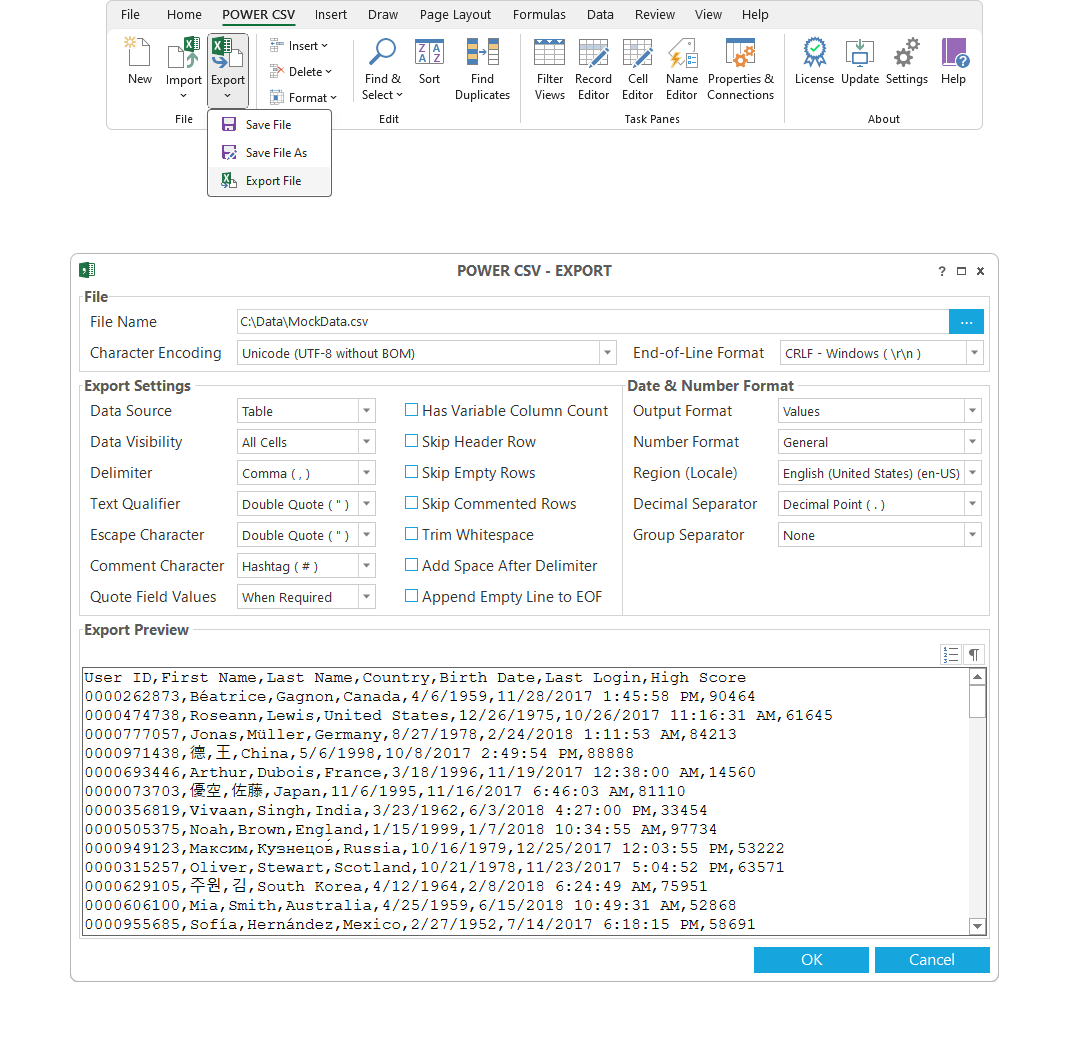 File Home POWER CSV Insert Draw Page Layout Formulas Data Review View Help
New Import Export Insert Delete Format Find & Select Sort Find Duplicates Filter Views Record Editor Cell Editor Name Editor Properties & Connections License Update Settings Help
File Edit Task Panes About
Save File
Save File As
Export File
POWER CSV - EXPORT
File
File Name C:\Data\MockData.csv ...
Character Encoding Unicode (UTF-8 without BOM) End-of-Line Format CRLF - Windows ( \r\n )
Export Settings Date & Number Format
Data Source Table Has Variable Column Count Output Format Values
Data Visibility All Cells Skip Header Row Number Format General
Delimiter Comma ( , ) Skip Empty Rows Region (Locale) English (United States) (en-US)
Text Qualifier Double Quote ( " ) Skip Commented Rows Decimal Separator Decimal Point ( . )
Escape Character Double Quote ( " ) Trim Whitespace Group Separator None
Comment Character Hashtag ( # ) Add Space After Delimiter
Quote Field Values When Required Append Empty Line to EOF
Export Preview
User ID,First Name,Last Name,Country,Birth Date,Last Login,High Score
0000262873,Béatrice,Gagnon,Canada,4/6/1959,11/28/2017 1:45:58 PM,90464
0000474738,Roseann,Lewis,United States,12/26/1975,10/26/2017 11:16:31 AM,61645
0000777057,Jonas,Müller,Germany,8/27/1978,2/24/2018 1:11:53 AM,84213
0000971438,德,王,China,5/6/1998,10/8/2017 2:49:54 PM,88888
0000693446,Arthur,Dubois,France,3/18/1996,11/19/2017 12:38:00 AM,14560
0000073703,優空,佐藤,Japan,11/6/1995,11/16/2017 6:46:03 AM,81110
0000356819,Vivaan,Singh,India,3/23/1962,6/3/2018 4:27:00 PM,33454
0000505375,Noah,Brown,England,1/15/1999,1/7/2018 10:34:55 AM,97734
0000949123,Максим,Кузнецо́в,Russia,10/16/1979,12/25/2017 12:03:55 PM,53222
0000315257,Oliver,Stewart,Scotland,10/21/1978,11/23/2017 5:04:52 PM,63571
0000629105,주원,김,South Korea,4/12/1964,2/8/2018 6:24:49 AM,75951
0000606100,Mia,Smith,Australia,4/25/1959,6/15/2018 10:49:31 AM,52868
0000955685,Sofía,Hernández,Mexico,2/27/1952,7/14/2017 6:18:15 PM,58691
OK Cancel